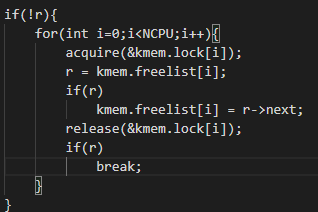 if(!r){
    for(int i=0;i<NCPU;i++){
        acquire(&kmem.lock[i]);
        r = kmem.freelist[i];
        if(r)
            kmem.freelist[i] = r->next;
        release(&kmem.lock[i]);
        if(r)
            break;
    }
}